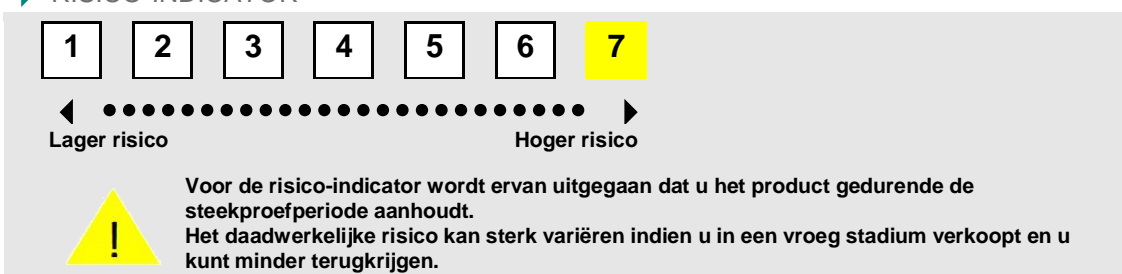 RISICO-INDICATOR
1 2 3 4 5 6 7
Lager risico Hoger risico
Voor de risico-indicator wordt ervan uitgegaan dat u het product gedurende de
steekproefperiode aanhoudt.
Het daadwerkelijke risico kan sterk variëren indien u in een vroeg stadium verkoopt en u
kunt minder terugkrijgen.
!